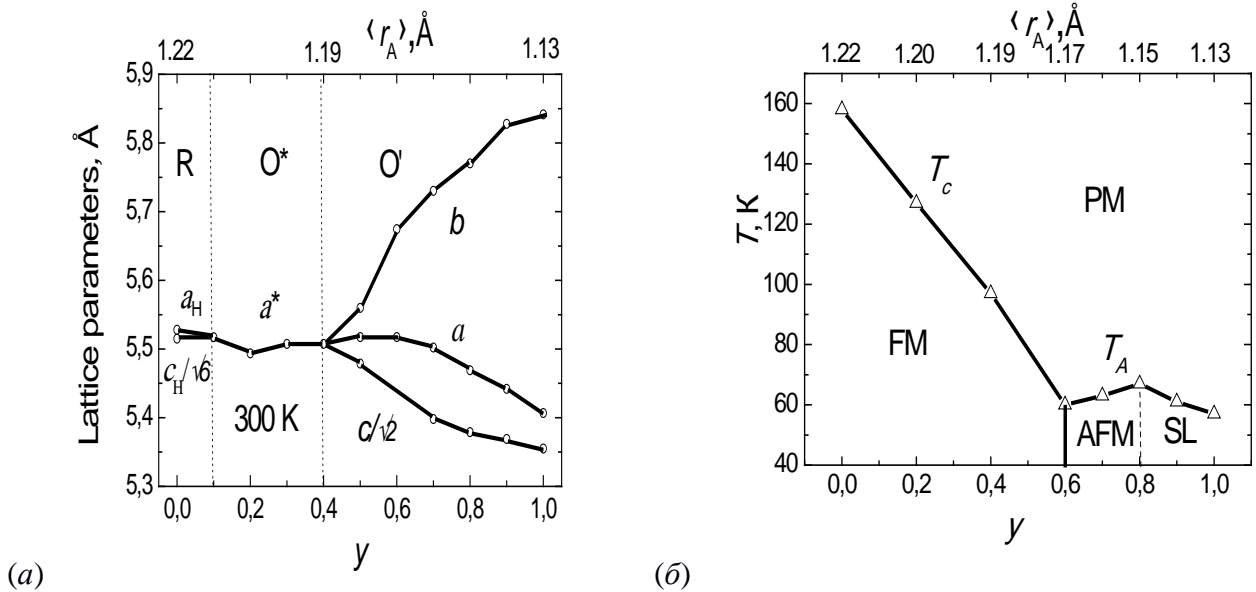 ⟨r_A⟩,Å
1.22 1.19 1.13
5,9
5,8
5,7
5,6
5,5
5,4
5,3
Lattice parameters, Å
R O* O'
b
a_H a* a
c_H/√6
300 K c/√2
0,0 0,2 0,4 0,6 0,8 1,0
y
(а)
⟨r_A⟩,Å
1.22 1.20 1.19 1.17 1.15 1.13
160
140
120
100
80
60
40
T, K
T_c
PM
FM
T_A
AFM SL
0,0 0,2 0,4 0,6 0,8 1,0
y
(б)